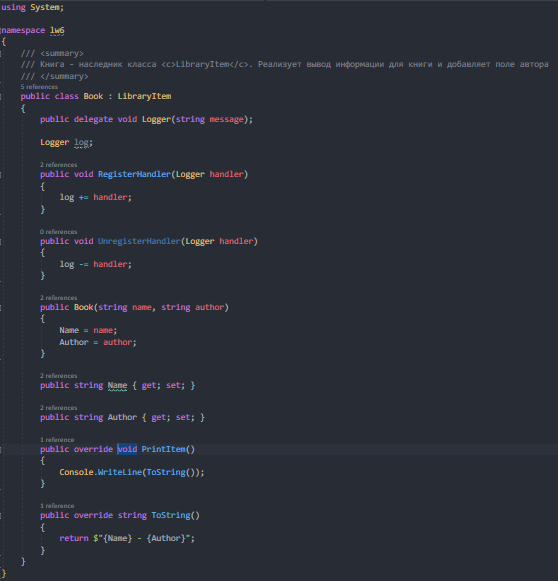 using System;
namespace lw6
{
/// <summary>
/// Книга - наследник класса <c>LibraryItem</c>. Реализует вывод информации для книги и добавляет поле автора
/// </summary>
5 references
public class Book : LibraryItem
{
public delegate void Logger(string message);
Logger log;
2 references
public void RegisterHandler(Logger handler)
{
log += handler;
}
0 references
public void UnregisterHandler(Logger handler)
{
log -= handler;
}
2 references
public Book(string name, string author)
{
Name = name;
Author = author;
}
2 references
public string Name { get; set; }
2 references
public string Author { get; set; }
1 reference
public override void PrintItem()
{
Console.WriteLine(ToString());
}
1 reference
public override string ToString()
{
return $"{Name} - {Author}";
}
}
}